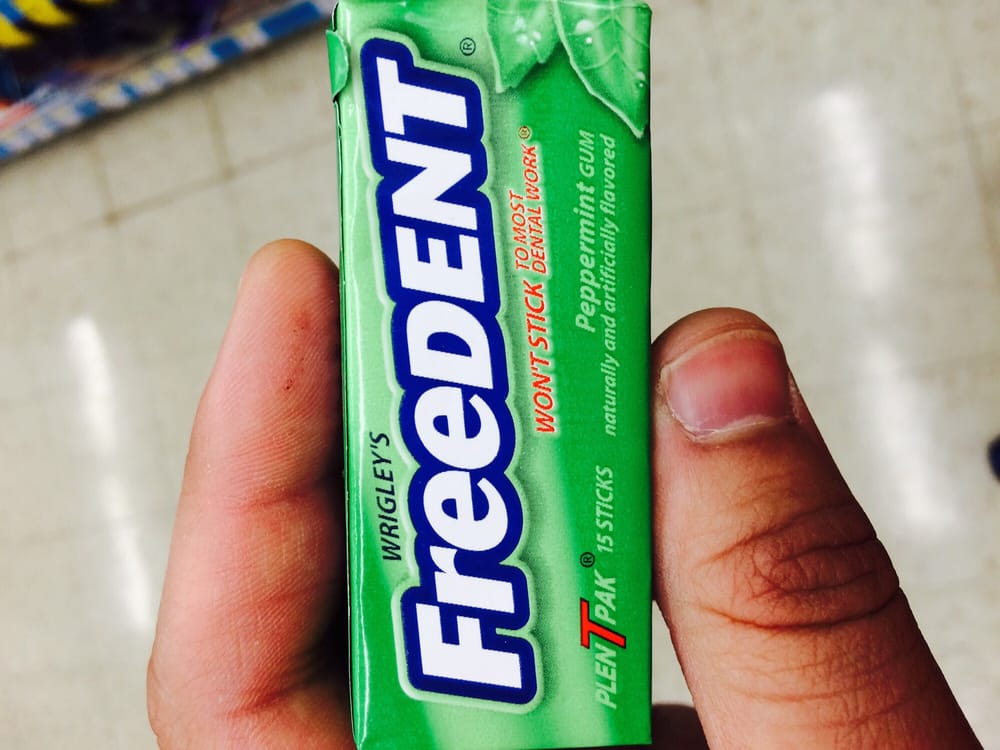 WRIGLEY'S
FreeDENT®
WON'T STICK TO MOST
DENTAL WORK®
Peppermint GUM
naturally and artificially flavored
PLENTPAK® 15 STICKS